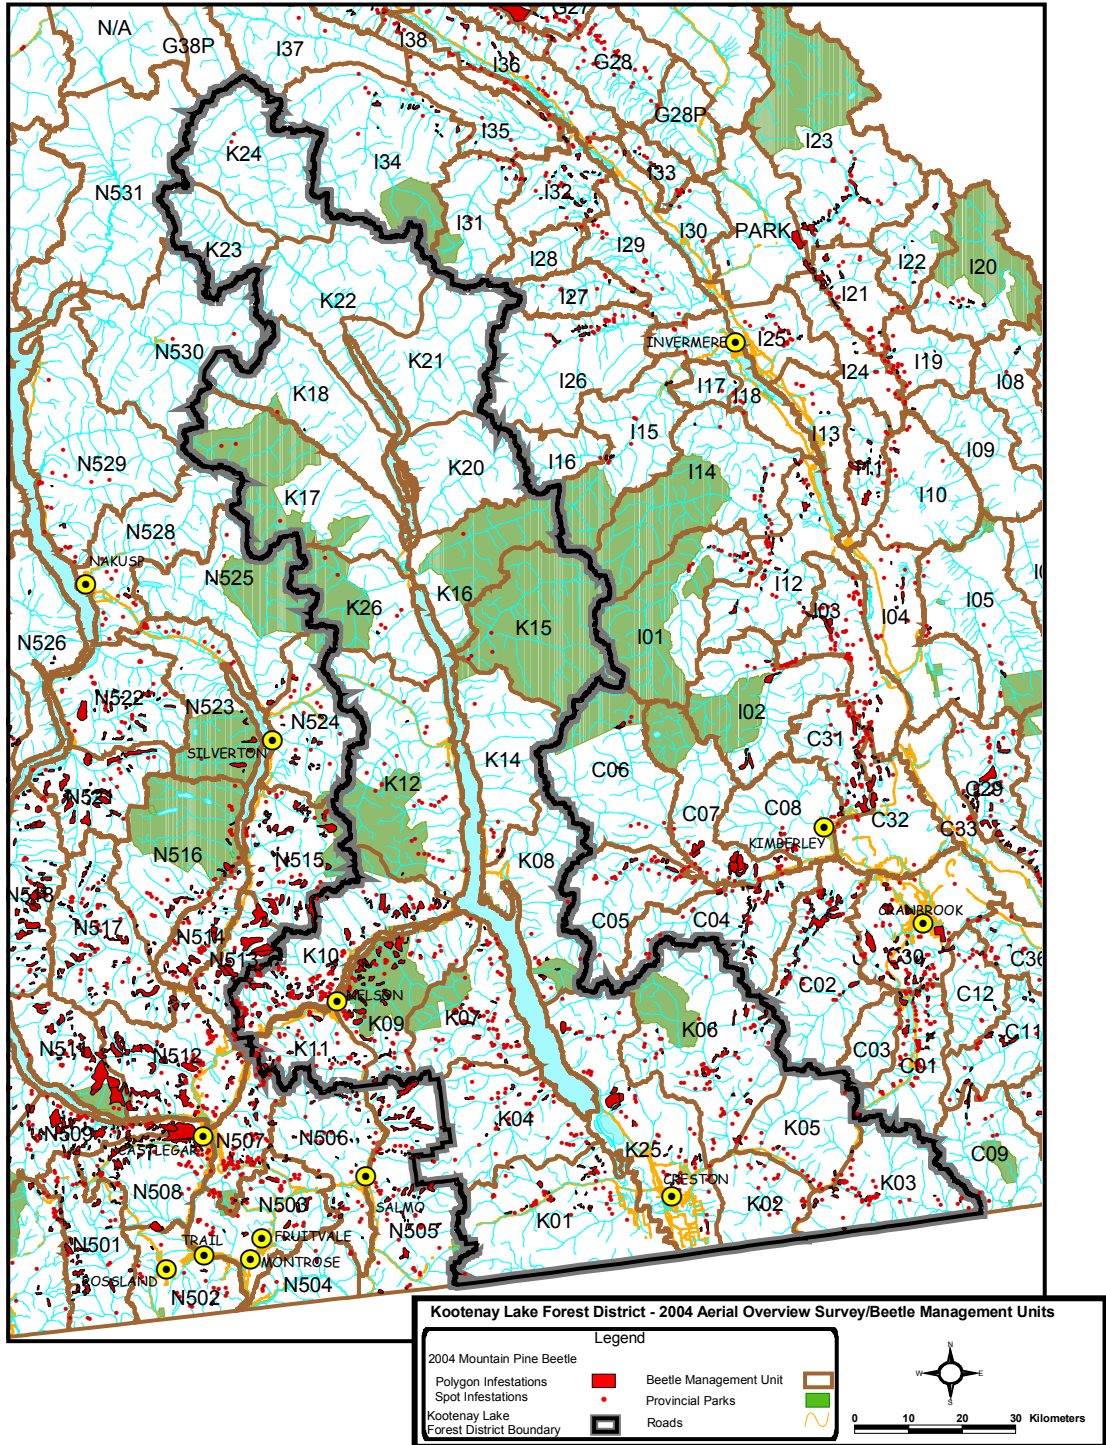 N/A
G38P
I37
I38
I36
G27
G28
G28P
I23
K24
I34
I35
I33
I32
N531
I31
I30
PARK
K23
I28
I29
I22
I20
K22
I27
I21
N530
K21
INVERMERE
I25
I19
I08
I24
I26
I17
K18
I18
I15
I13
N529
K20
I16
I14
I11
I09
K17
I10
N528
NAKUSP
N525
K16
K26
I12
I05
K15
I03
I04
N526
I01
N522
N523
I02
N524
SILVERTON
C31
K14
C06
K12
N521
C29
C07
C08
C32
C33
KIMBERLEY
N516
N515
K08
N517
C05
C04
CRANBROOK
N514
N513
K10
C30
C02
C36
C12
NELSON
K09
K07
K06
C11
N511
N512
K11
C03
C01
N509
N507
N506
K04
K05
CASTLEGAR
K25
C09
N508
N503
SALMO
CRESTON
K02
K03
N501
TRAIL
FRUITVALE
N505
K01
ROSSLAND
MONTROSE
N502
N504
Kootenay Lake Forest District - 2004 Aerial Overview Survey/Beetle Management Units
Legend
2004 Mountain Pine Beetle
Polygon Infestations
Spot Infestations
Kootenay Lake
Forest District Boundary
Beetle Management Unit
Provincial Parks
Roads
N
W E
S
0 10 20 30 Kilometers